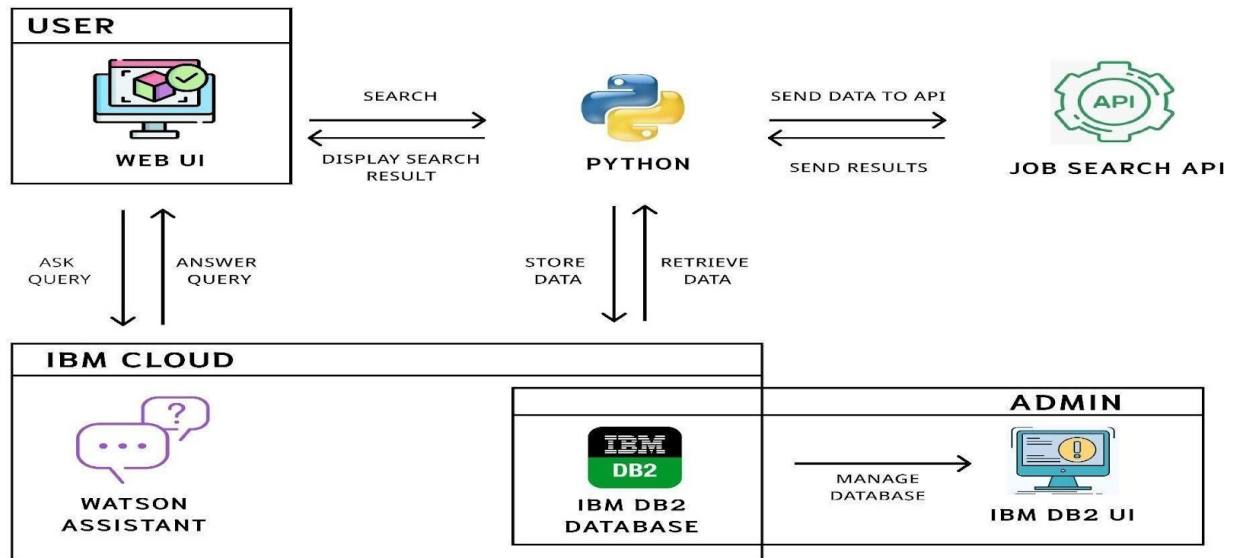 USER
WEB UI
SEARCH
DISPLAY SEARCH
RESULT
PYTHON
SEND DATA TO API
SEND RESULTS
API
JOB SEARCH API
ASK
QUERY
ANSWER
QUERY
STORE
DATA
RETRIEVE
DATA
IBM CLOUD
?
WATSON
ASSISTANT
IBM
DB2
IBM DB2
DATABASE
MANAGE
DATABASE
ADMIN
!
IBM DB2 UI